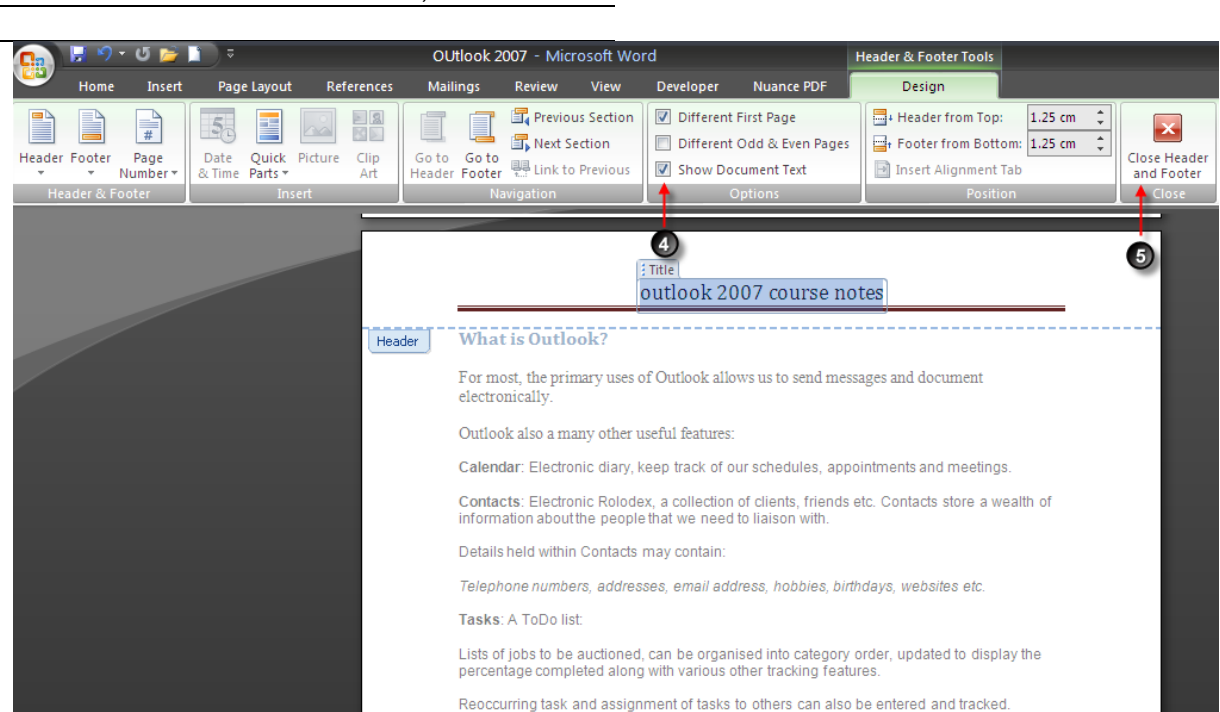 OUtlook 2007 - Microsoft Word
Header & Footer Tools
Home Insert Page Layout References Mailings Review View Developer Nuance PDF Design
Header
Footer
Page Number
Header & Footer
Date & Time
Quick Parts
Picture
Clip Art
Insert
Go to Header
Go to Footer
Previous Section
Next Section
Link to Previous
Navigation
Different First Page
Different Odd & Even Pages
Show Document Text
Options
Header from Top: 1.25 cm
Footer from Bottom: 1.25 cm
Insert Alignment Tab
Position
Close Header
and Footer
Close
4
5
Title
outlook 2007 course notes
Header
What is Outlook?
For most, the primary uses of Outlook allows us to send messages and document
electronically.
Outlook also a many other useful features:
Calendar: Electronic diary, keep track of our schedules, appointments and meetings.
Contacts: Electronic Rolodex, a collection of clients, friends etc. Contacts store a wealth of
information about the people that we need to liaison with.
Details held within Contacts may contain:
Telephone numbers, addresses, email address, hobbies, birthdays, websites etc.
Tasks: A ToDo list:
Lists of jobs to be auctioned, can be organised into category order, updated to display the
percentage completed along with various other tracking features.
Reoccurring task and assignment of tasks to others can also be entered and tracked.